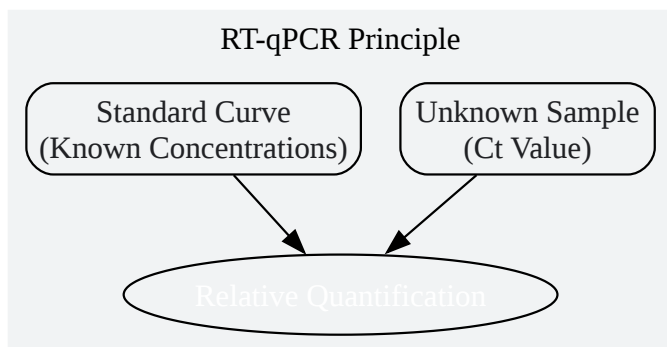 RT-qPCR Principle
Standard Curve
(Known Concentrations)
Unknown Sample
(Ct Value)
Relative Quantification